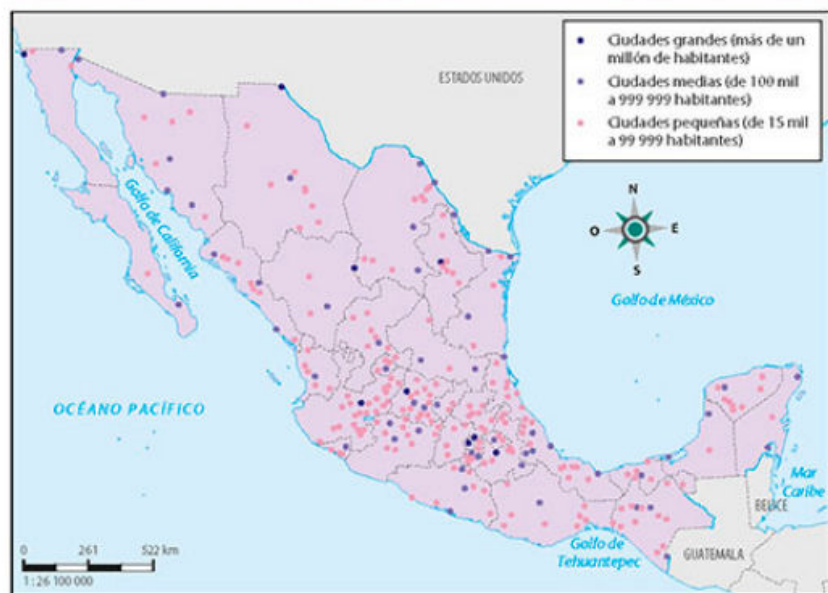 Ciudades grandes (más de un
millón de habitantes)
Ciudades medias (de 100 mil
a 999 999 habitantes)
Ciudades pequeñas (de 15 mil
a 99 999 habitantes)
ESTADOS UNIDOS
N
O
E
S
Golfo de California
Golfo de México
OCÉANO PACÍFICO
Mar
Caribe
BELICE
GUATEMALA
Golfo de
Tehuantepec
0 261 522 km
1:26 100 000